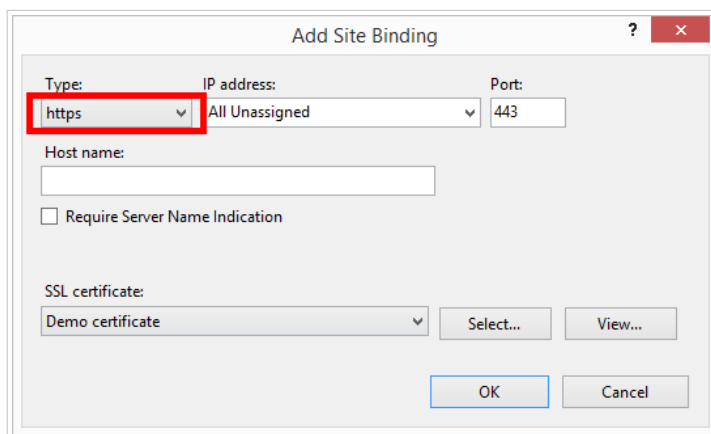 Add Site Binding
?
×
Type: IP address: Port:
https All Unassigned 443
Host name:
Require Server Name Indication
SSL certificate:
Demo certificate Select... View...
OK Cancel